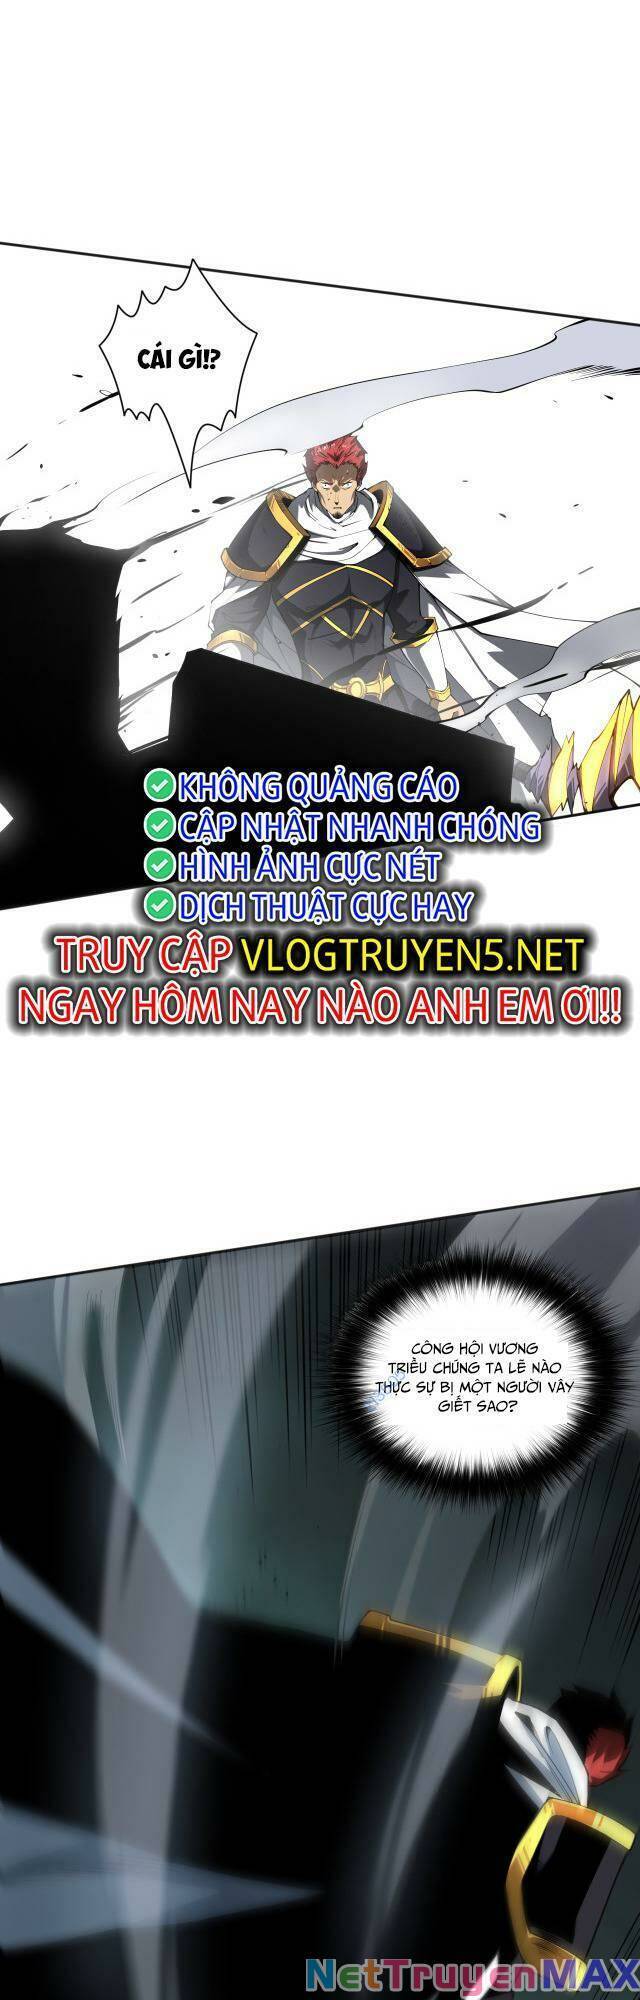 CÁI GÌ!?
KHÔNG QUẢNG CÁO
CẬP NHẬT NHANH CHÓNG
HÌNH ẢNH CỰC NÉT
DỊCH THUẬT CỰC HAY
TRUY CẬP VLOGTRUYEN5.NET
NGAY HÔM NAY NÀO ANH EM ƠI!!
CÔNG HỘI VƯƠNG
TRIỀU CHÚNG TA LẼ NÀO
THỰC SỰ BỊ MỘT NGƯỜI VÂY
GIẾT SAO?
NETTRUYENMAX